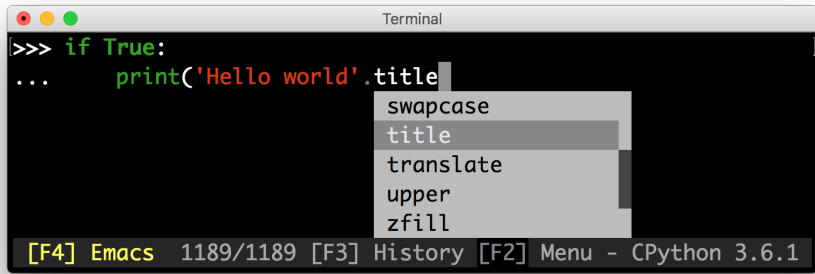 Terminal
>>> if True:
...     print('Hello world'.title
swapcase
title
translate
upper
zfill
[F4] Emacs  1189/1189 [F3] History [F2] Menu - CPython 3.6.1